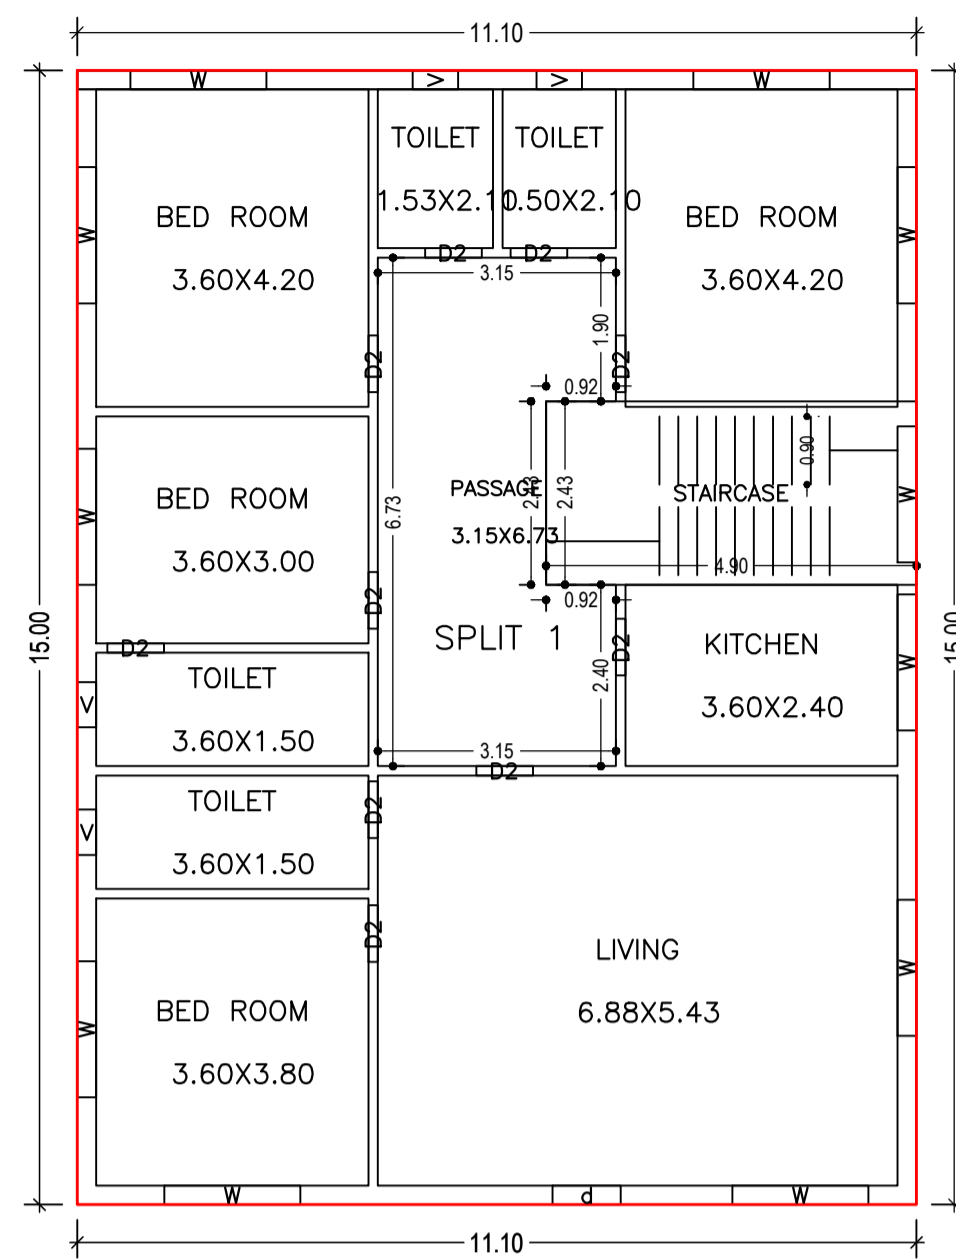 11.10
W
V
V
W
TOILET
TOILET
1.53X2.10
1.50X2.10
BED ROOM
3.60X4.20
BED ROOM
3.60X4.20
W
W
D2
D2
3.15
1.90
D2
D2
0.92
BED ROOM
3.60X3.00
W
PASSAGE
3.15X6.73
6.73
2.43
2.43
STAIRCASE
0.90
W
4.90
0.92
D2
SPLIT 1
D2
2.40
KITCHEN
3.60X2.40
W
15.00
15.00
D2
TOILET
3.60X1.50
V
3.15
D2
TOILET
3.60X1.50
V
D2
D2
LIVING
6.88X5.43
W
BED ROOM
3.60X3.80
W
W
d
W
11.10